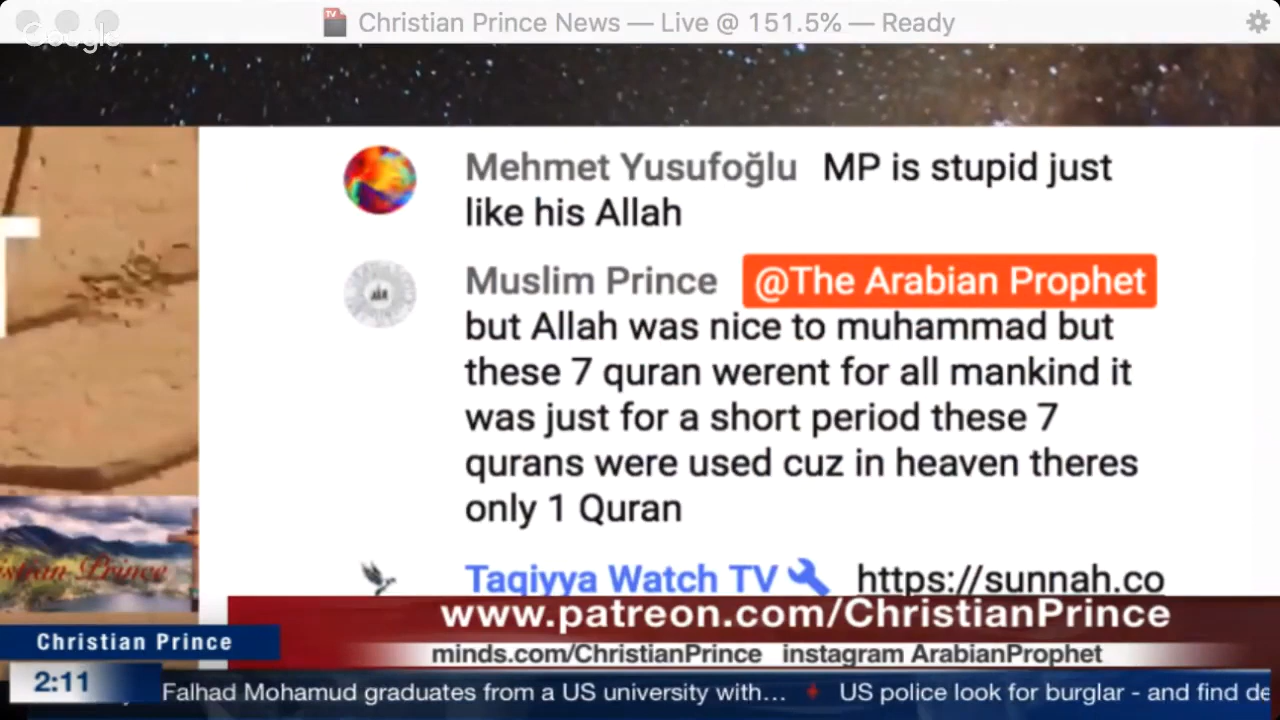 Christian Prince News — Live @ 151.5% — Ready
Google
Mehmet Yusufoğlu MP is stupid just
like his Allah
Muslim Prince @The Arabian Prophet
but Allah was nice to muhammad but
these 7 quran werent for all mankind it
was just for a short period these 7
qurans were used cuz in heaven theres
only 1 Quran
Taqiyya Watch TV https://sunnah.co
Prince
www.patreon.com/ChristianPrince
Christian Prince
minds.com/ChristianPrince instagram ArabianProphet
2:11
Falhad Mohamud graduates from a US university with... US police look for burglar - and find de